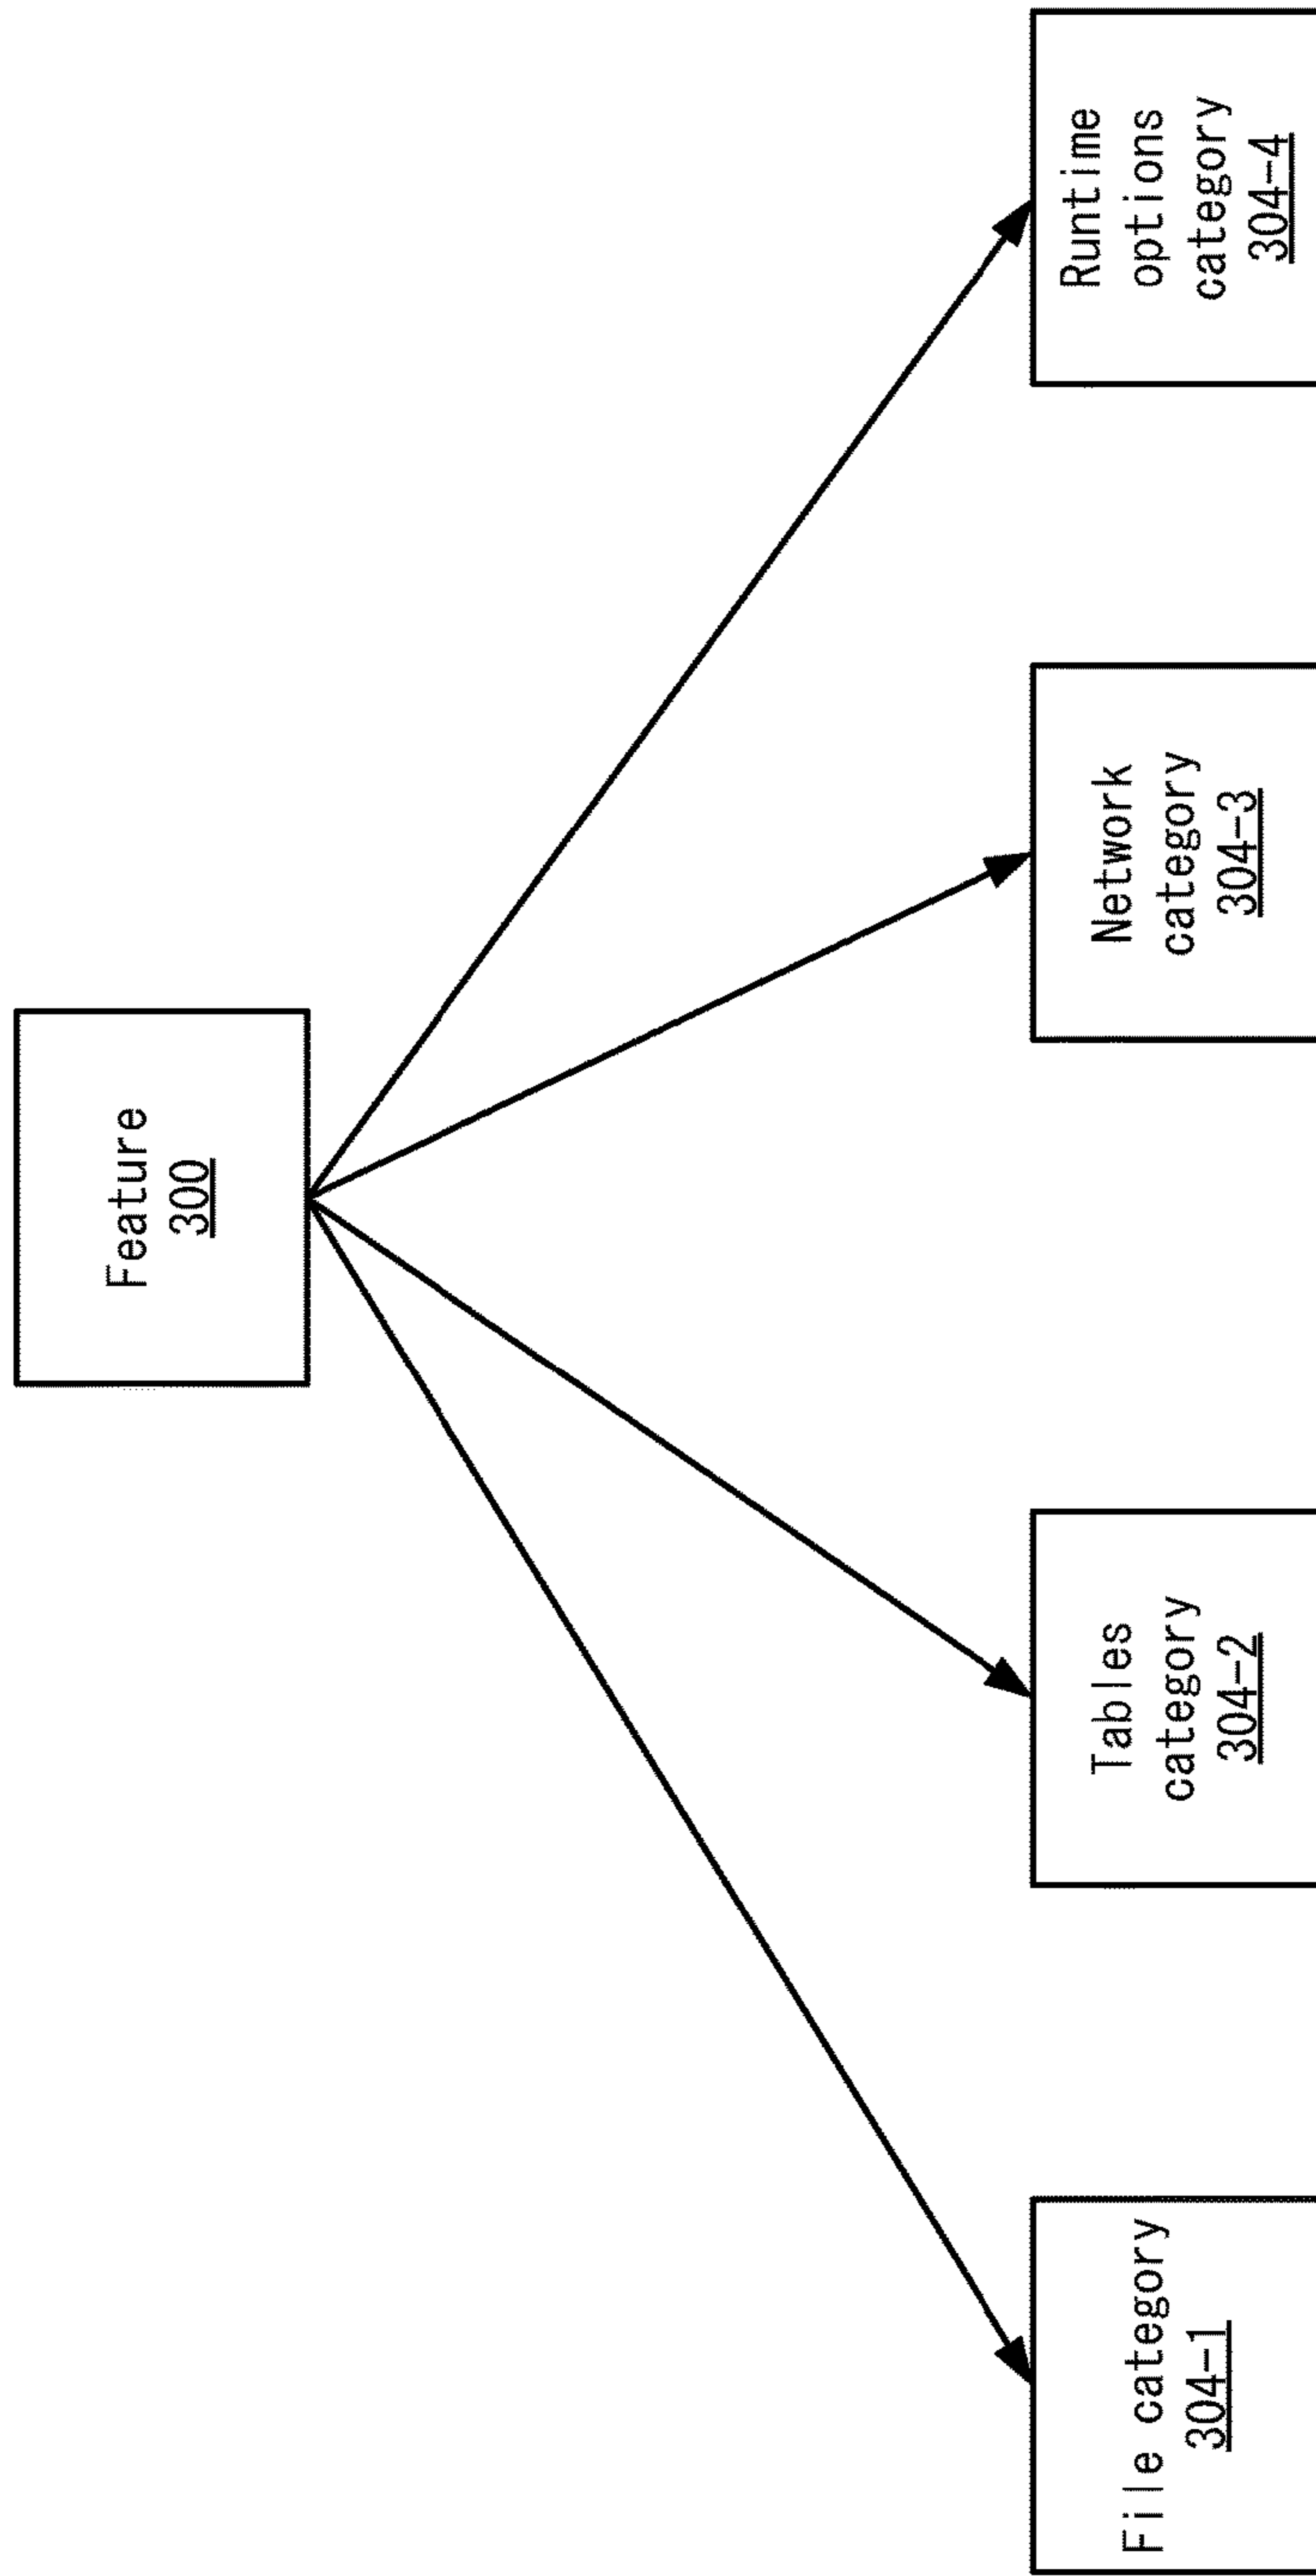 Feature
300
File category
304-1
Tables
category
304-2
Network
category
304-3
Runtime
options
category
304-4